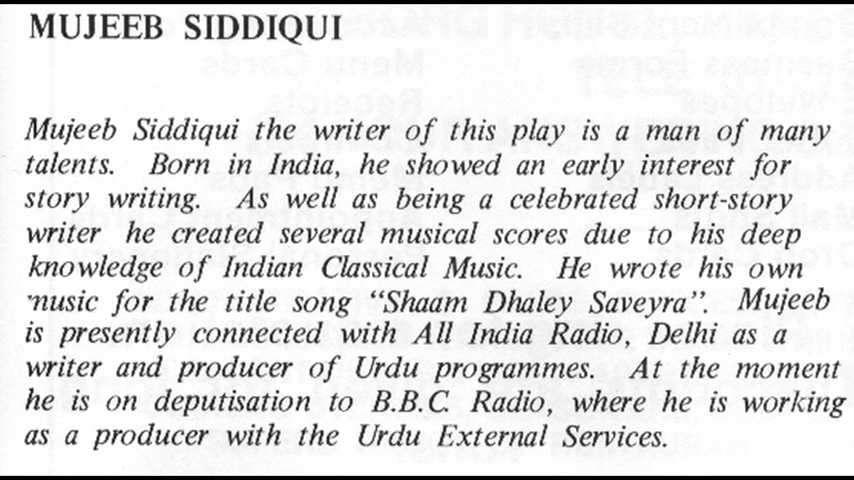 MUJEEB SIDDIQUI
Mujeeb Siddiqui the writer of this play is a man of many
talents. Born in India, he showed an early interest for
story writing. As well as being a celebrated short-story
writer he created several musical scores due to his deep
knowledge of Indian Classical Music. He wrote his own
music for the title song "Shaam Dhaley Saveyra". Mujeeb
is presently connected with All India Radio, Delhi as a
writer and producer of Urdu programmes. At the moment
he is on deputisation to B.B.C. Radio, where he is working
as a producer with the Urdu External Services.